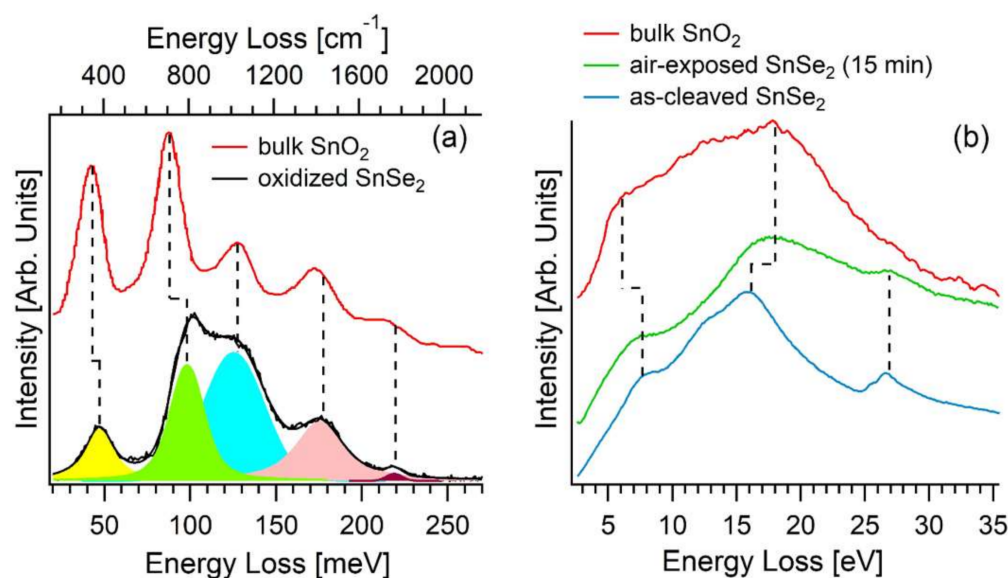 Energy Loss [cm⁻¹]
400 800 1200 1600 2000
(a)
bulk SnO₂
oxidized SnSe₂
Intensity [Arb. Units]
50 100 150 200 250
Energy Loss [meV]
bulk SnO₂
air-exposed SnSe₂ (15 min)
as-cleaved SnSe₂
(b)
Intensity [Arb. Units]
5 10 15 20 25 30 35
Energy Loss [eV]